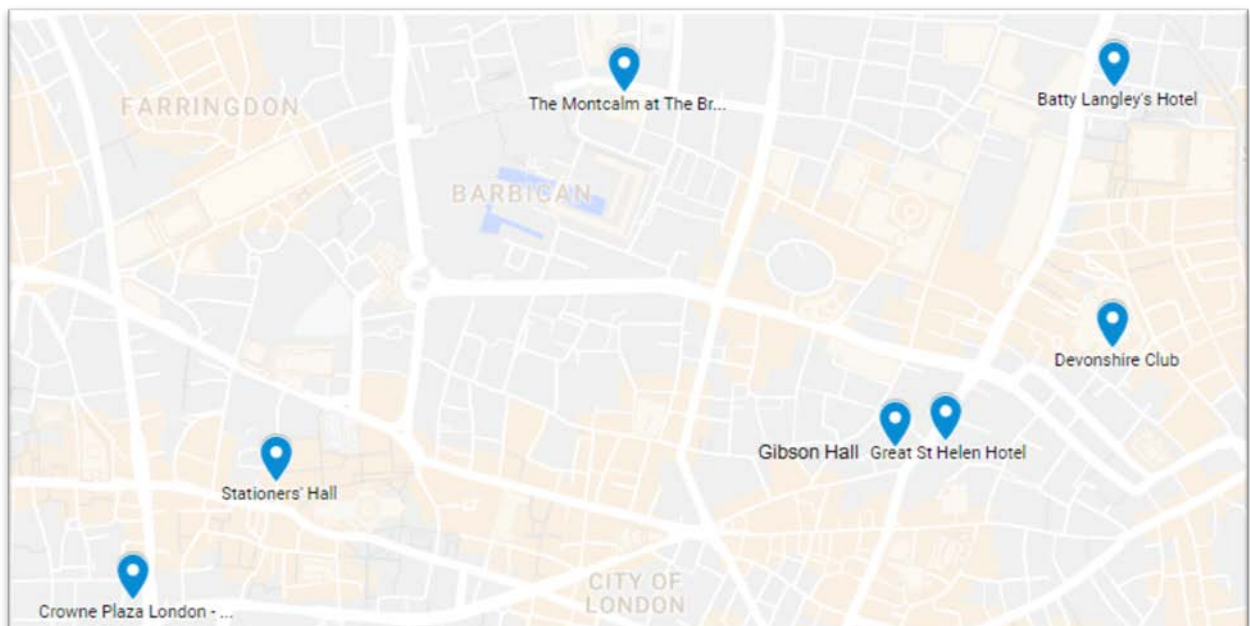 The Montcalm at The Br...
Batty Langley's Hotel
FARRINGDON
BARBICAN
Devonshire Club
Gibson Hall
Great St Helen Hotel
Stationers' Hall
CITY OF
LONDON
Crowne Plaza London - ...